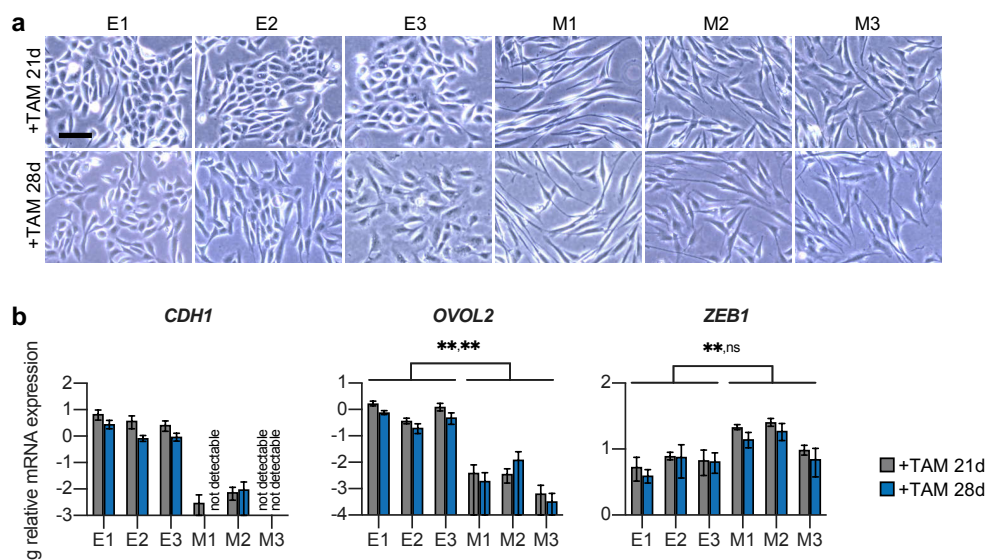 a
E1 E2 E3 M1 M2 M3
+TAM 21d
+TAM 28d
b
CDH1 OVOL2 ZEB1
**,** **,ns
g relative mRNA expression
2
1
0
-1
-2
-3
not detectable
not detectable
not detectable
E1 E2 E3 M1 M2 M3
1
0
-1
-2
-3
-4
E1 E2 E3 M1 M2 M3
2
1
0
E1 E2 E3 M1 M2 M3
+TAM 21d
+TAM 28d